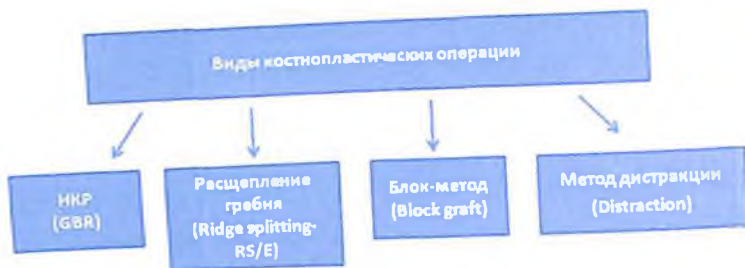 Виды костнопластических операции
НКР
(GBR)
Расщепление
гребня
(Ridge splitting-
RS/E)
Блок-метод
(Block graft)
Метод дистракции
(Distraction)